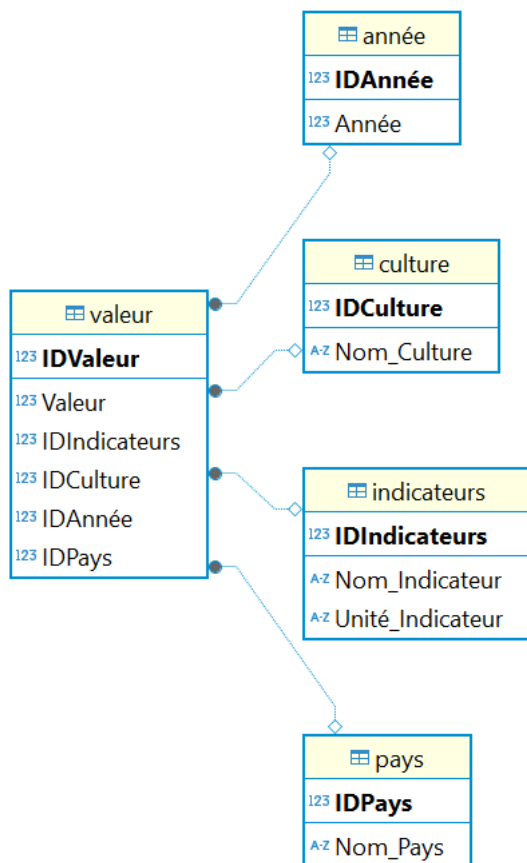 année
123 IDAnnée
123 Année
culture
123 IDCulture
A-Z Nom_Culture
valeur
123 IDValeur
123 Valeur
123 IDIndicateurs
123 IDCulture
123 IDAnnée
123 IDPays
indicateurs
123 IDIndicateurs
A-Z Nom_Indicateur
A-Z Unité_Indicateur
pays
123 IDPays
A-Z Nom_Pays